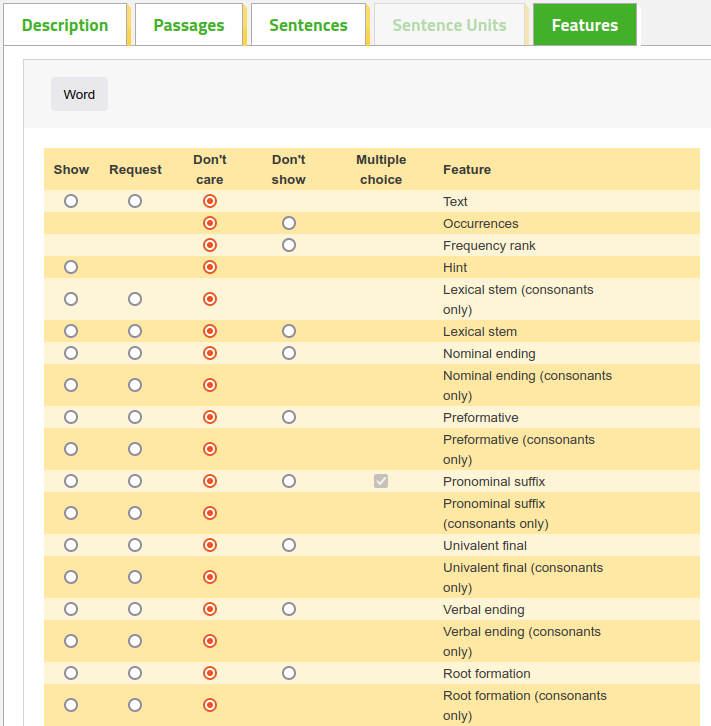 Description Passages Sentences Sentence Units Features
Word
Show Request Don't care Don't show Multiple choice Feature
Text
Occurrences
Frequency rank
Hint
Lexical stem (consonants
only)
Lexical stem
Nominal ending
Nominal ending (consonants
only)
Preformative
Preformative (consonants
only)
Pronominal suffix
Pronominal suffix
(consonants only)
Univalent final
Univalent final (consonants
only)
Verbal ending
Verbal ending (consonants
only)
Root formation
Root formation (consonants
only)